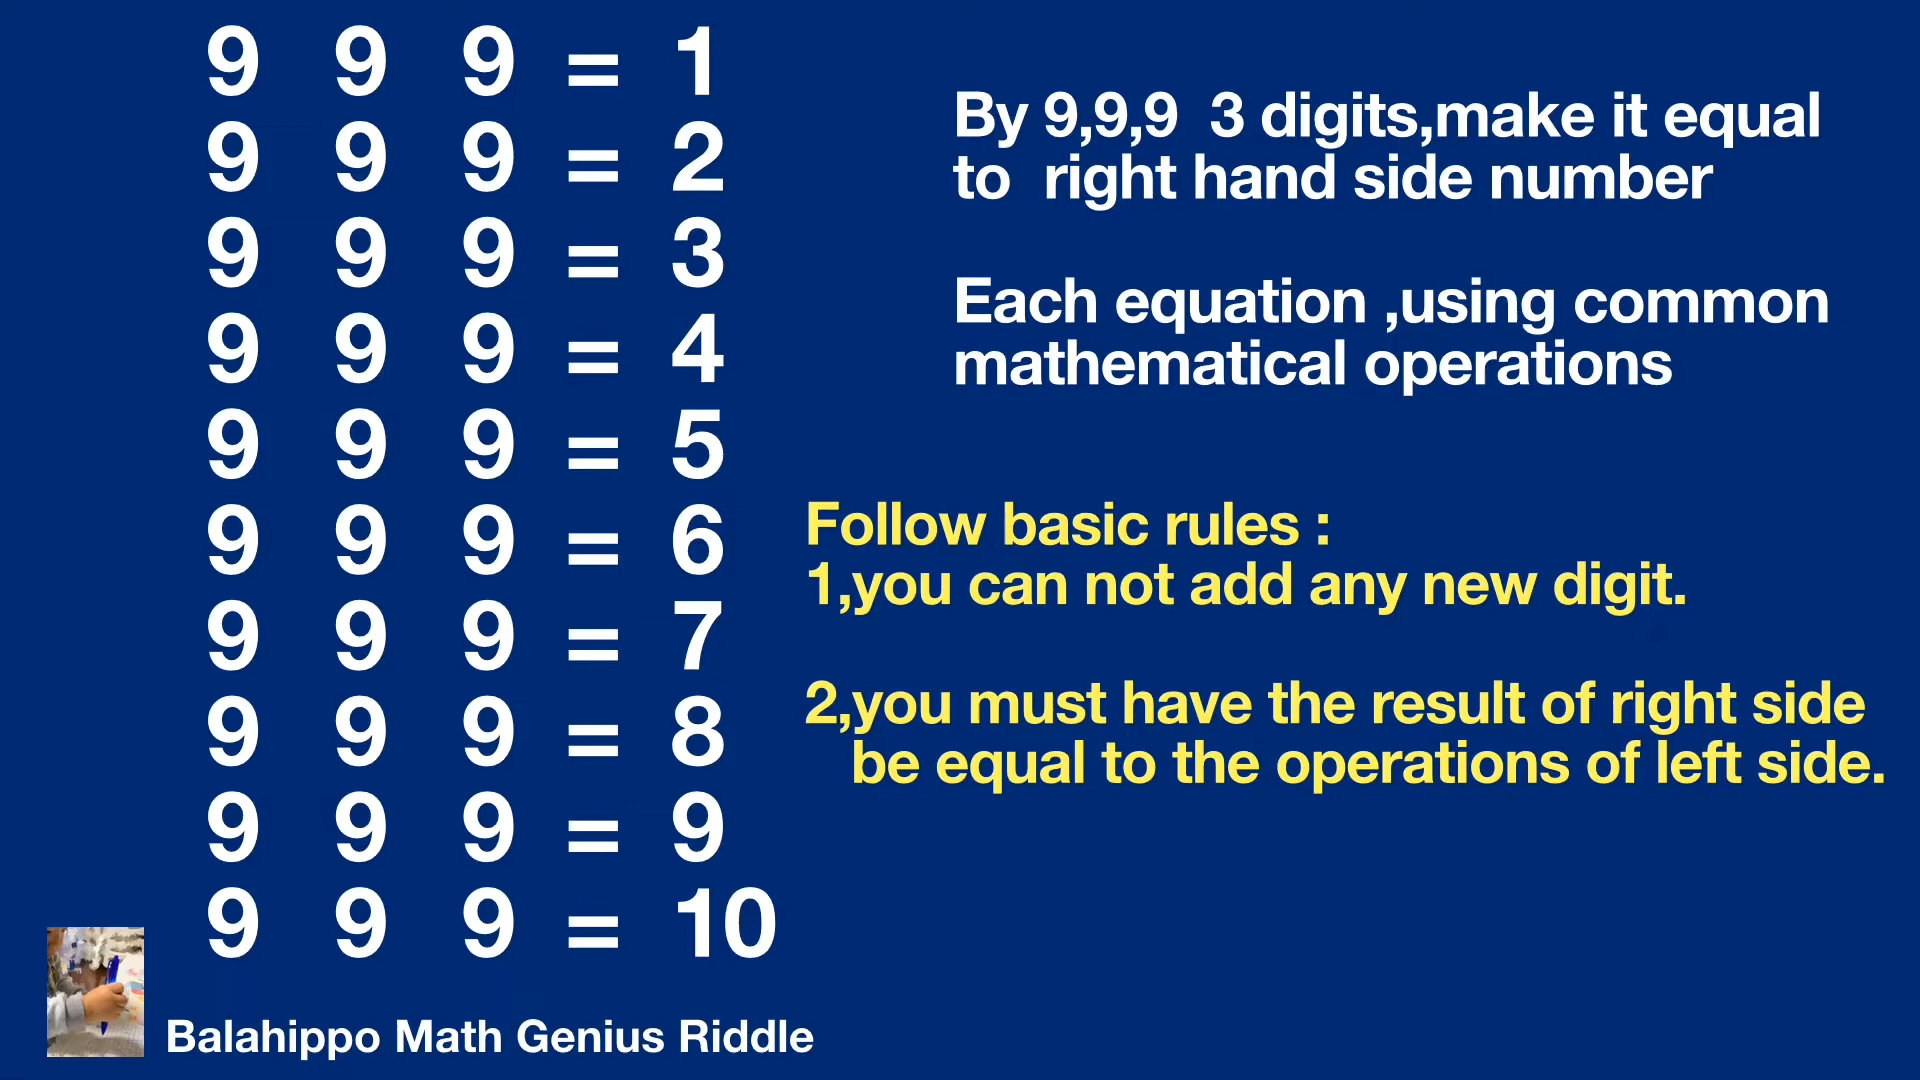 9 9 9 = 1
9 9 9 = 2
9 9 9 = 3
9 9 9 = 4
9 9 9 = 5
9 9 9 = 6
9 9 9 = 7
9 9 9 = 8
9 9 9 = 9
9 9 9 = 10
By 9,9,9 3 digits,make it equal
to right hand side number
Each equation ,using common
mathematical operations
Follow basic rules :
1,you can not add any new digit.
2,you must have the result of right side
be equal to the operations of left side.
Balahippo Math Genius Riddle